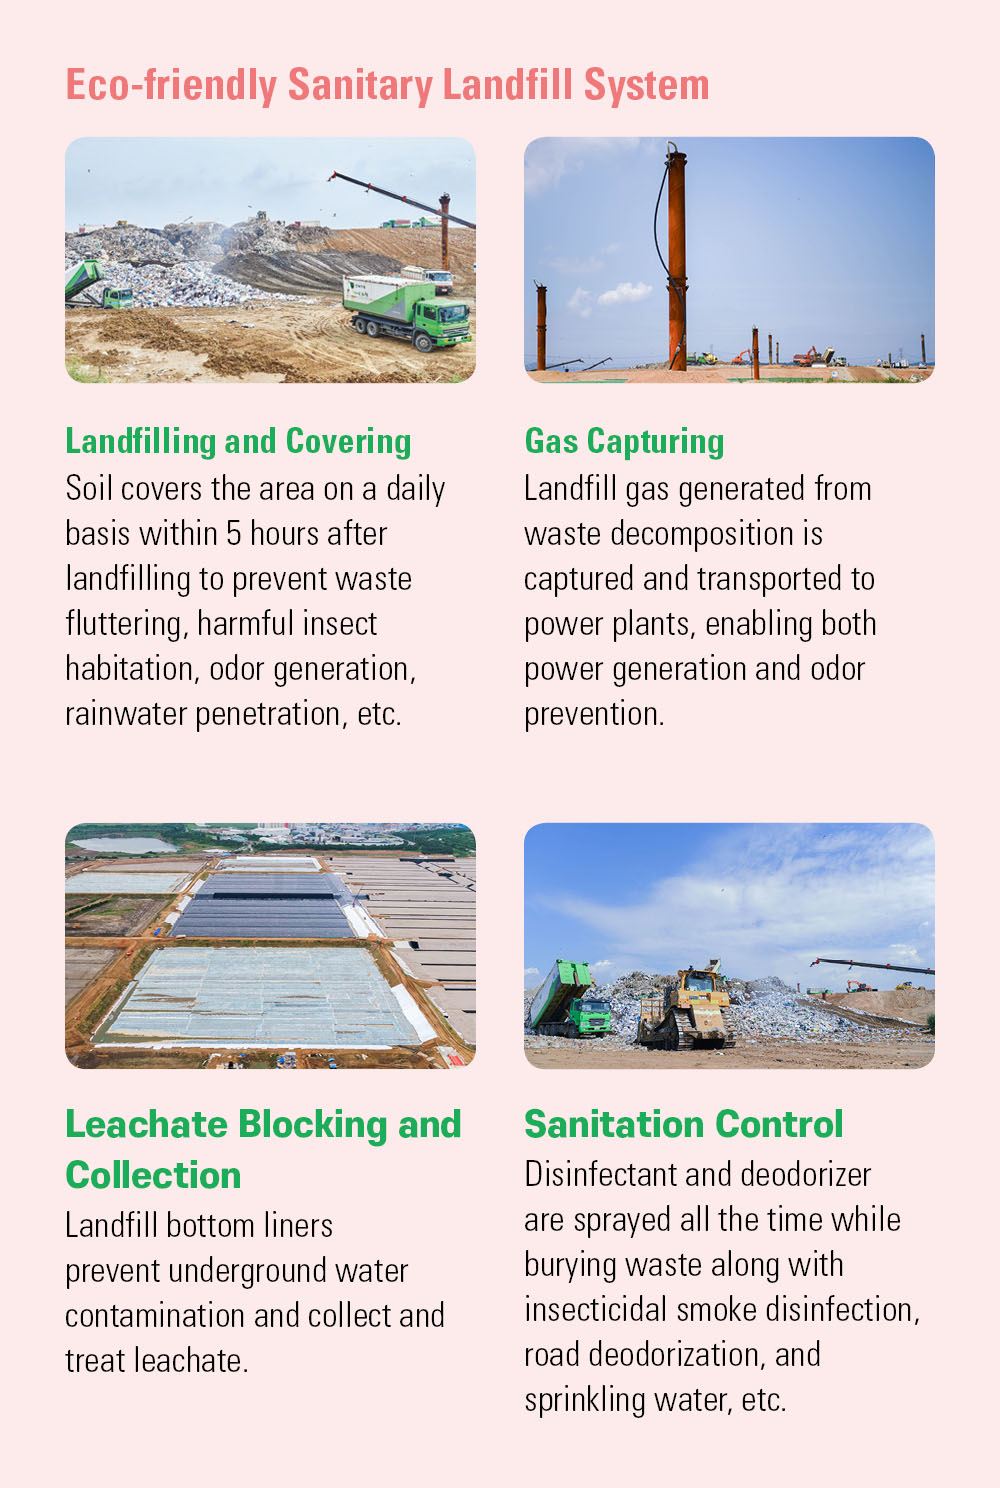 Eco-friendly Sanitary Landfill System
Landfilling and Covering
Soil covers the area on a daily
basis within 5 hours after
landfilling to prevent waste
fluttering, harmful insect
habitation, odor generation,
rainwater penetration, etc.
Gas Capturing
Landfill gas generated from
waste decomposition is
captured and transported to
power plants, enabling both
power generation and odor
prevention.
Leachate Blocking and
Collection
Landfill bottom liners
prevent underground water
contamination and collect and
treat leachate.
Sanitation Control
Disinfectant and deodorizer
are sprayed all the time while
burying waste along with
insecticidal smoke disinfection,
road deodorization, and
sprinkling water, etc.